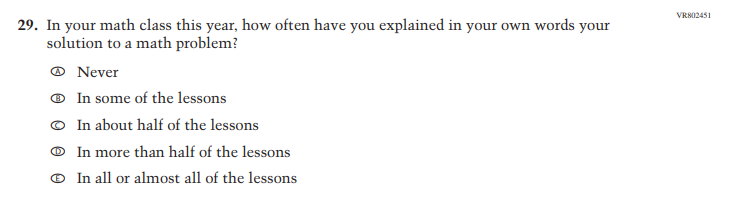 VR802451
29. In your math class this year, how often have you explained in your own words your
solution to a math problem?
Ⓐ Never
Ⓑ In some of the lessons
Ⓒ In about half of the lessons
Ⓓ In more than half of the lessons
Ⓔ In all or almost all of the lessons